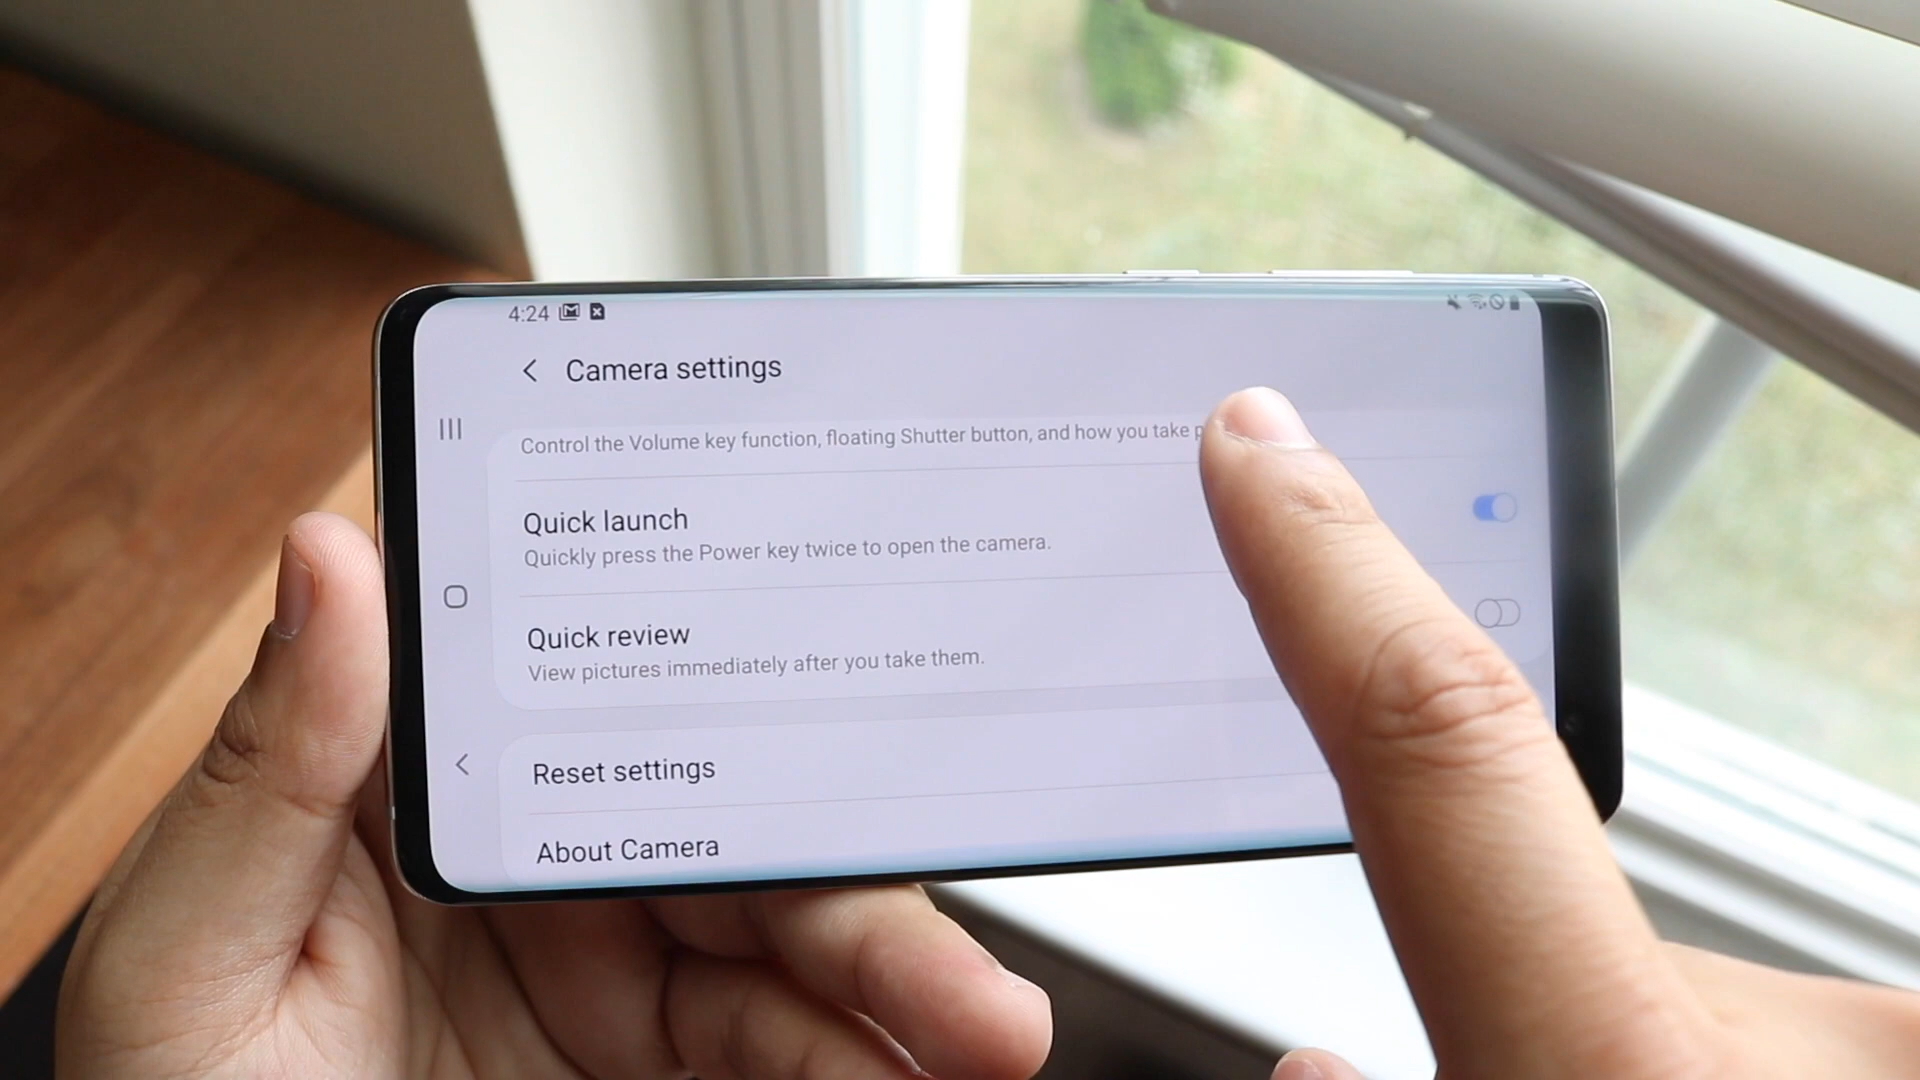 4:24
Camera settings
Control the Volume key function, floating Shutter button, and how you take
Quick launch
Quickly press the Power key twice to open the camera.
Quick review
View pictures immediately after you take them.
Reset settings
About Camera